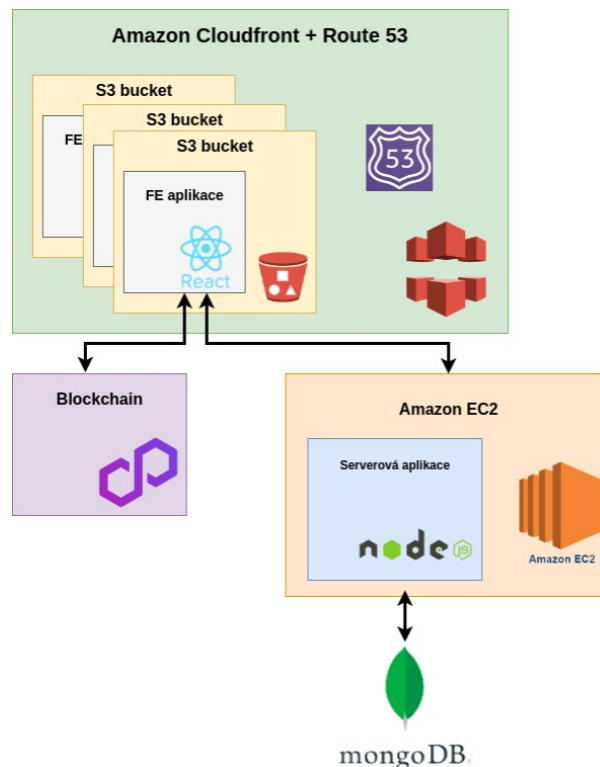 Amazon Cloudfront + Route 53
S3 bucket
FE
S3 bucket
S3 bucket
FE aplikace
React
53
Blockchain
Amazon EC2
Serverová aplikace
node
JS
Amazon EC2
mongoDB.